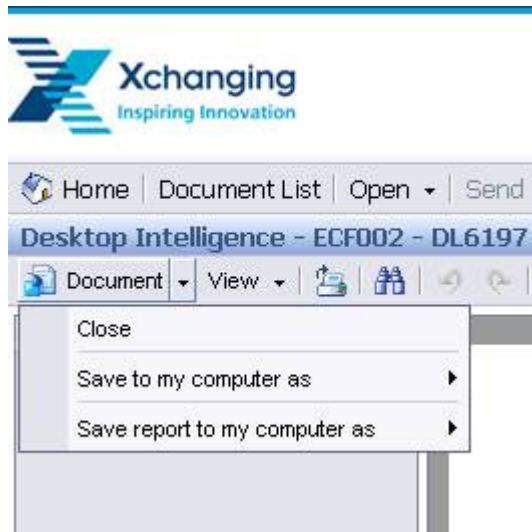 Xchanging
Inspiring Innovation
Home | Document List | Open | Send
Desktop Intelligence - ECF002 - DL6197
Document View
Close
Save to my computer as
Save report to my computer as